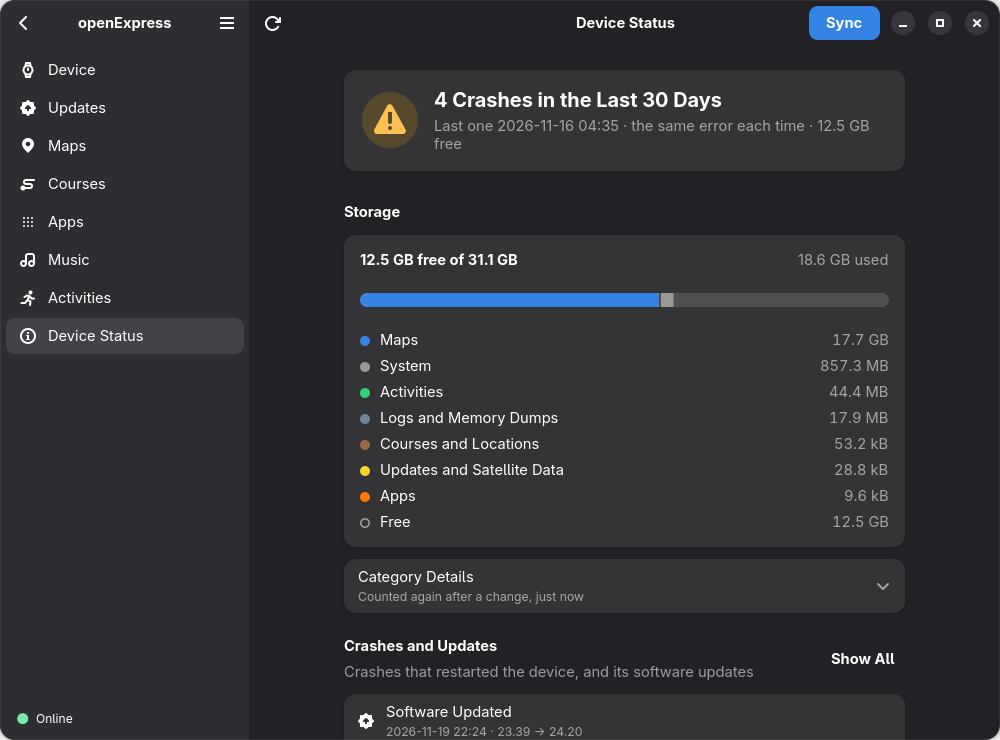 openExpress
Device Status
Sync
Device
Updates
Maps
Courses
Apps
Music
Activities
Device Status
Online
4 Crashes in the Last 30 Days
Last one 2026-11-16 04:35 · the same error each time · 12.5 GB
free
Storage
12.5 GB free of 31.1 GB
18.6 GB used
Maps 17.7 GB
System 857.3 MB
Activities 44.4 MB
Logs and Memory Dumps 17.9 MB
Courses and Locations 53.2 kB
Updates and Satellite Data 28.8 kB
Apps 9.6 kB
Free 12.5 GB
Category Details
Counted again after a change, just now
Crashes and Updates
Crashes that restarted the device, and its software updates
Show All
Software Updated
2026-11-19 22:24 · 23.39 → 24.20